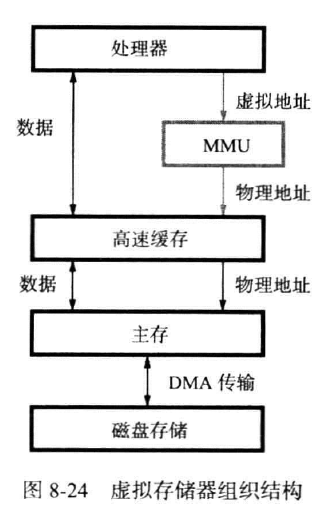 处理器
虚拟地址
数据
MMU
物理地址
高速缓存
数据
物理地址
主存
DMA 传输
磁盘存储
图 8-24 虚拟存储器组织结构